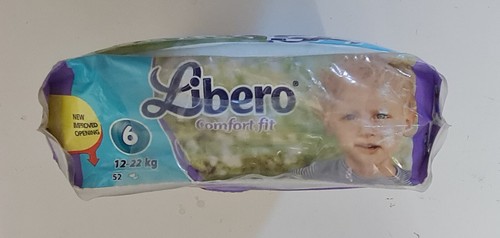 Libero
Comfort fit
NEW
IMPROVED
OPENING
6
12-22 kg
52